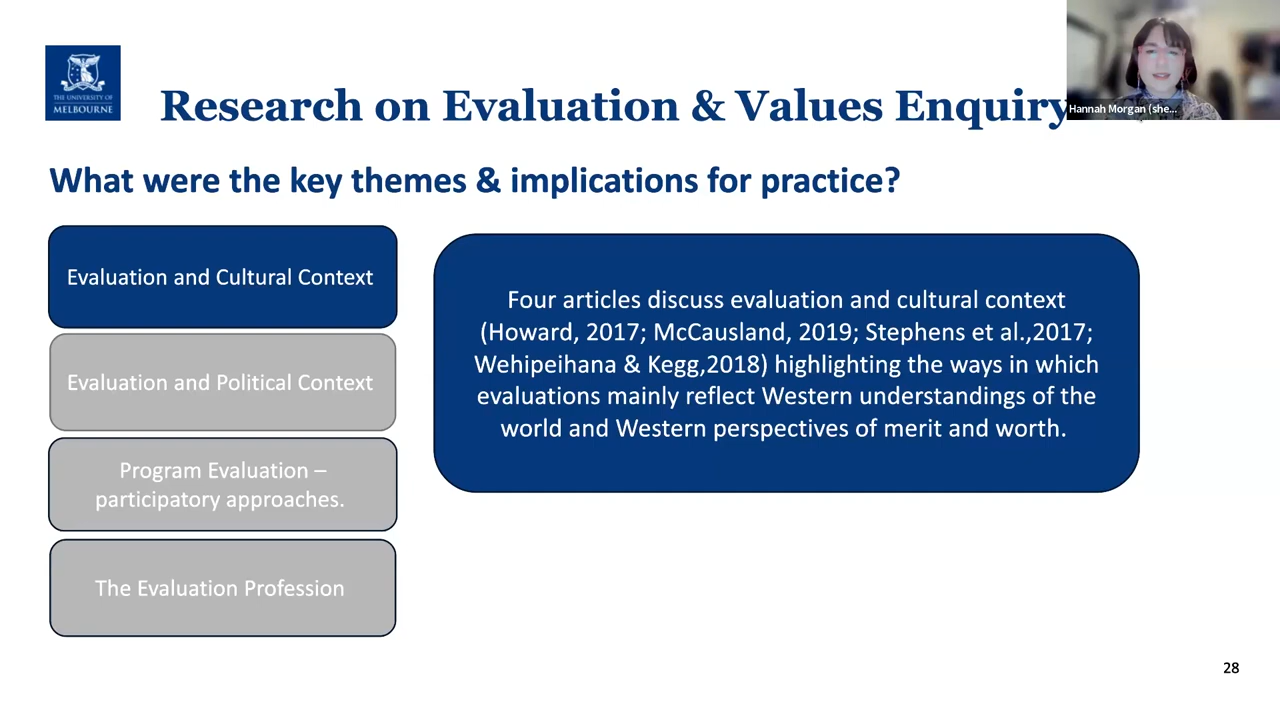 THE UNIVERSITY OF
MELBOURNE
Research on Evaluation & Values Enquiry
Hannah Morgan (she...
What were the key themes & implications for practice?
Evaluation and Cultural Context
Evaluation and Political Context
Program Evaluation –
participatory approaches.
The Evaluation Profession
Four articles discuss evaluation and cultural context
(Howard, 2017; McCausland, 2019; Stephens et al.,2017;
Wehipeihana & Kegg,2018) highlighting the ways in which
evaluations mainly reflect Western understandings of the
world and Western perspectives of merit and worth.
28